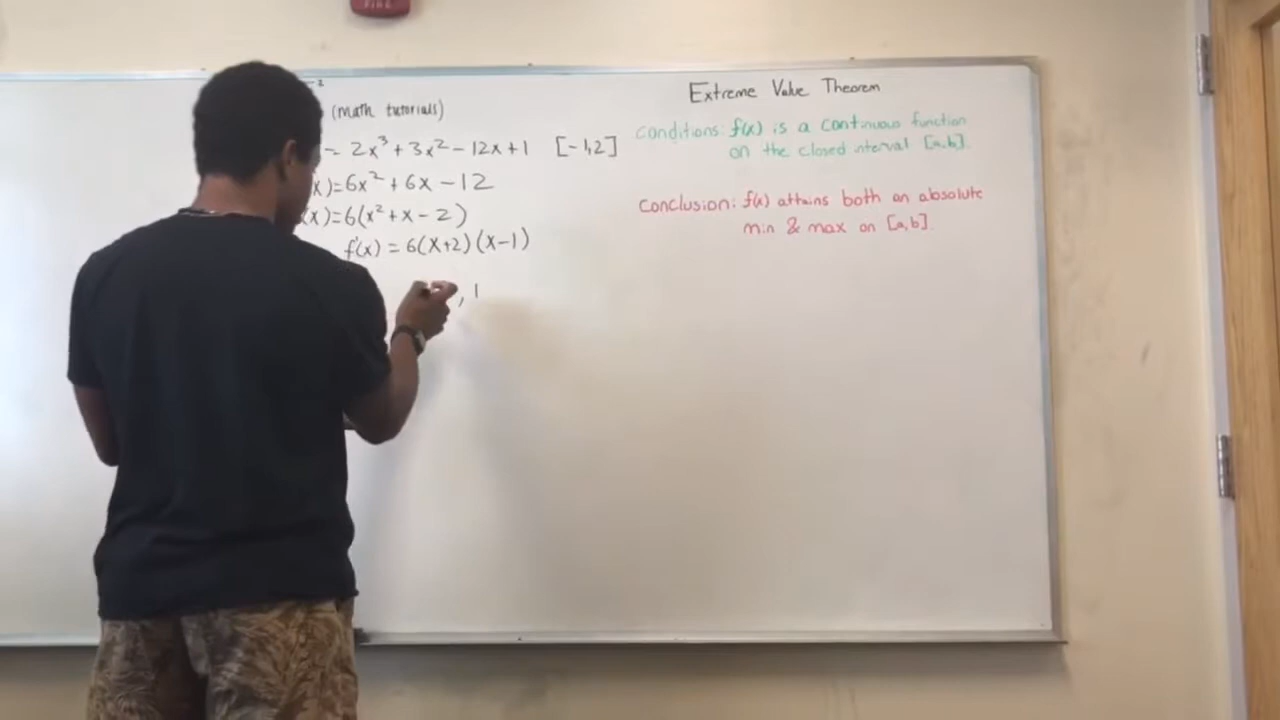 FIRE
Extreme Value Theorem
(math tutorials)
= 2x³ + 3x² - 12x + 1 [-1,2]
x) = 6x² + 6x - 12
(x) = 6(x² + x - 2)
f'(x) = 6(x+2)(x-1)
, 1
conditions: f(x) is a continuous function
on the closed interval [a,b].
Conclusion: f(x) attains both an absolute
min & max on [a,b].